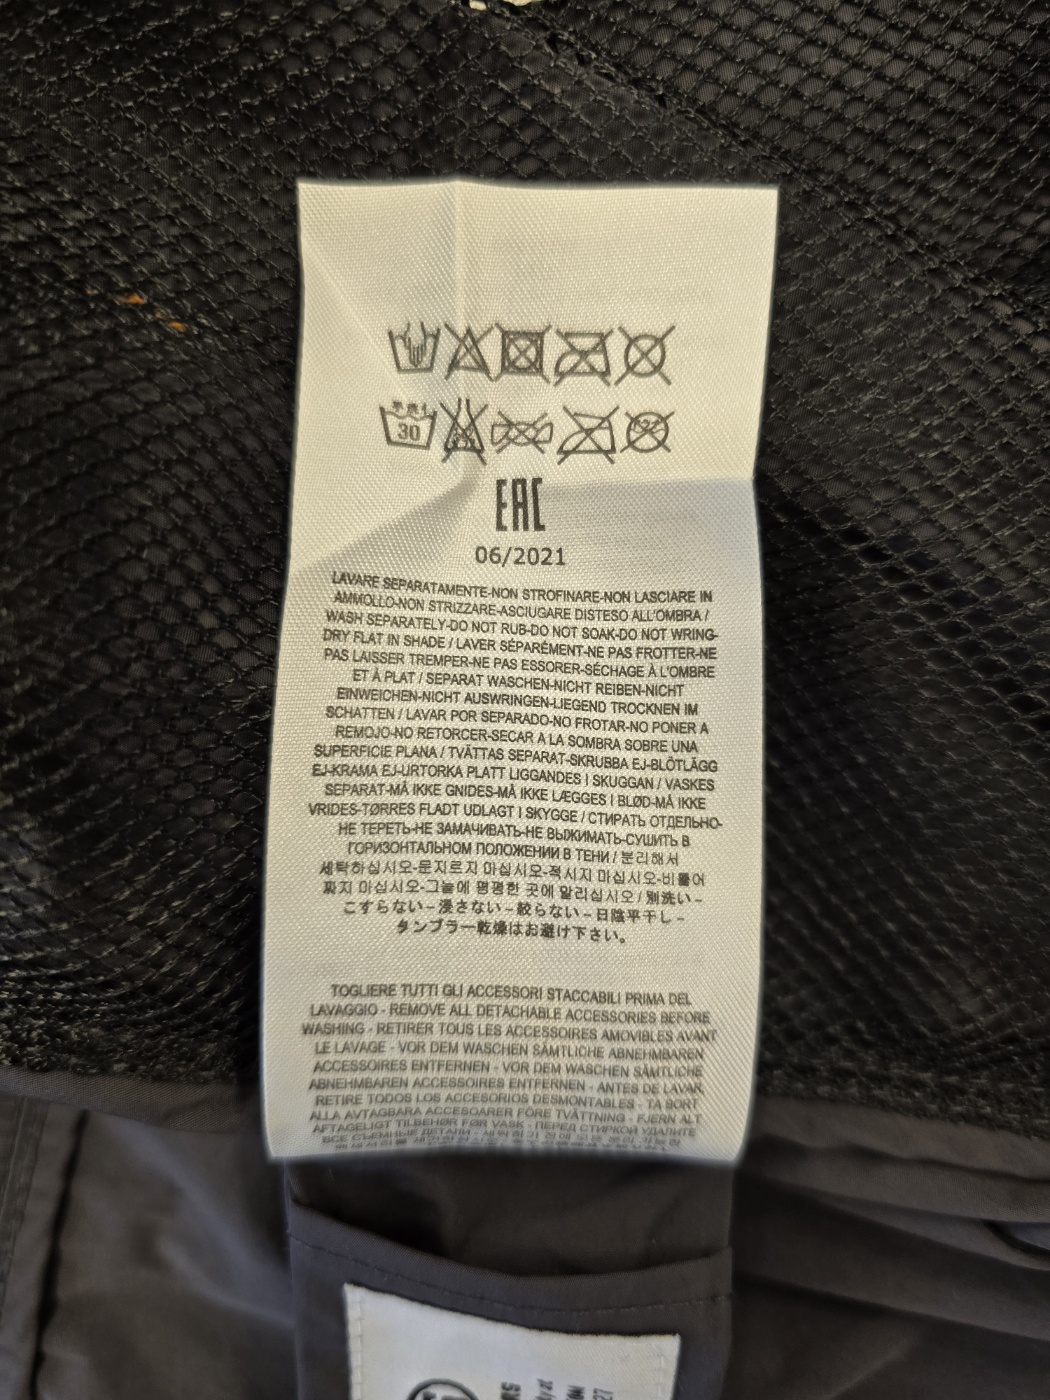 30
EAC
06/2021
LAVARE SEPARATAMENTE-NON STROFINARE-NON LASCIARE IN
AMMOLLO-NON STRIZZARE-ASCIUGARE DISTESO ALL'OMBRA /
WASH SEPARATELY-DO NOT RUB-DO NOT SOAK-DO NOT WRING-
DRY FLAT IN SHADE / LAVER SÉPARÉMENT-NE PAS FROTTER-NE
PAS LAISSER TREMPER-NE PAS ESSORER-SÉCHAGE À L'OMBRE
ET À PLAT / SEPARAT WASCHEN-NICHT REIBEN-NICHT
EINWEICHEN-NICHT AUSWRINGEN-LIEGEND TROCKNEN IM
SCHATTEN / LAVAR POR SEPARADO-NO FROTAR-NO PONER A
REMOJO-NO RETORCER-SECAR A LA SOMBRA SOBRE UNA
SUPERFICIE PLANA / TVÄTTAS SEPARAT-SKRUBBA EJ-BLÖTLÄGG
EJ-KRAMA EJ-URTORKA PLATT LIGGANDES I SKUGGAN / VASKES
SEPARAT-MÅ IKKE GNIDES-MÅ IKKE LÆGGES I BLØD-MÅ IKKE
VRIDES-TØRRES FLADT UDLAGT I SKYGGE / СТИРАТЬ ОТДЕЛЬНО-
НЕ ТЕРЕТЬ-НЕ ЗАМАЧИВАТЬ-НЕ ВЫЖИМАТЬ-СУШИТЬ В
ГОРИЗОНТАЛЬНОМ ПОЛОЖЕНИИ В ТЕНИ / 분리해서
세탁하십시오-문지르지 마십시오-적시지 마십시오-비틀어
짜지 마십시오-그늘에 평평한 곳에 말리십시오 / 別洗い–
こすらない–浸さない–絞らない–日陰平干し–
タンブラー乾燥はお避け下さい。
TOGLIERE TUTTI GLI ACCESSORI STACCABILI PRIMA DEL
LAVAGGIO - REMOVE ALL DETACHABLE ACCESSORIES BEFORE
WASHING - RETIRER TOUS LES ACCESSOIRES AMOVIBLES AVANT
LE LAVAGE - VOR DEM WASCHEN SÄMTLICHE ABNEHMBAREN
ACCESSOIRES ENTFERNEN - VOR DEM WASCHEN SÄMTLICHE
ABNEHMBAREN ACCESSOIRES ENTFERNEN - ANTES DE LAVAR,
RETIRE TODOS LOS ACCESORIOS DESMONTABLES - TA BORT
ALLA AVTAGBARA ACCESOARER FÖRE TVÄTTNING - FJERN ALT
AFTAGELIGT TILBEHØR FØR VASK - ПЕРЕД СТИРКОЙ УДАЛИТЕ
ВСЕ СЪЕМНЫЕ ДЕТАЛИ